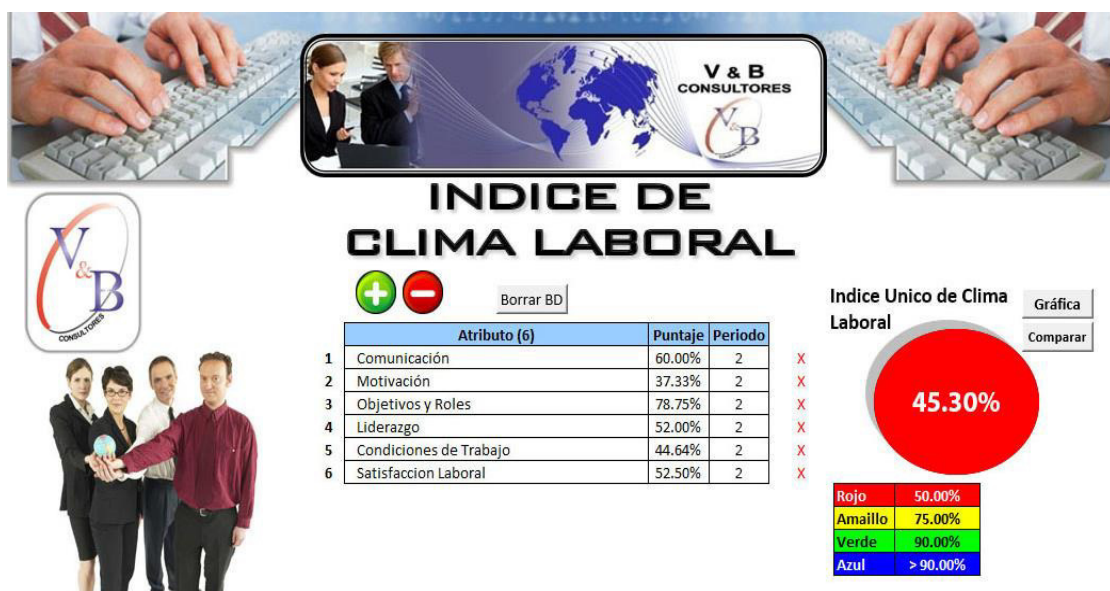 V & B
CONSULTORES
V&B
INDICE DE
CLIMA LABORAL
V
&
B
CONSULTORES
Borrar BD
Indice Unico de Clima
Laboral
Gráfica
Comparar
Atributo (6) Puntaje Periodo
1 Comunicación 60.00% 2 X
2 Motivación 37.33% 2 X
3 Objetivos y Roles 78.75% 2 X
4 Liderazgo 52.00% 2 X
5 Condiciones de Trabajo 44.64% 2 X
6 Satisfaccion Laboral 52.50% 2 X
45.30%
Rojo 50.00%
Amaillo 75.00%
Verde 90.00%
Azul > 90.00%